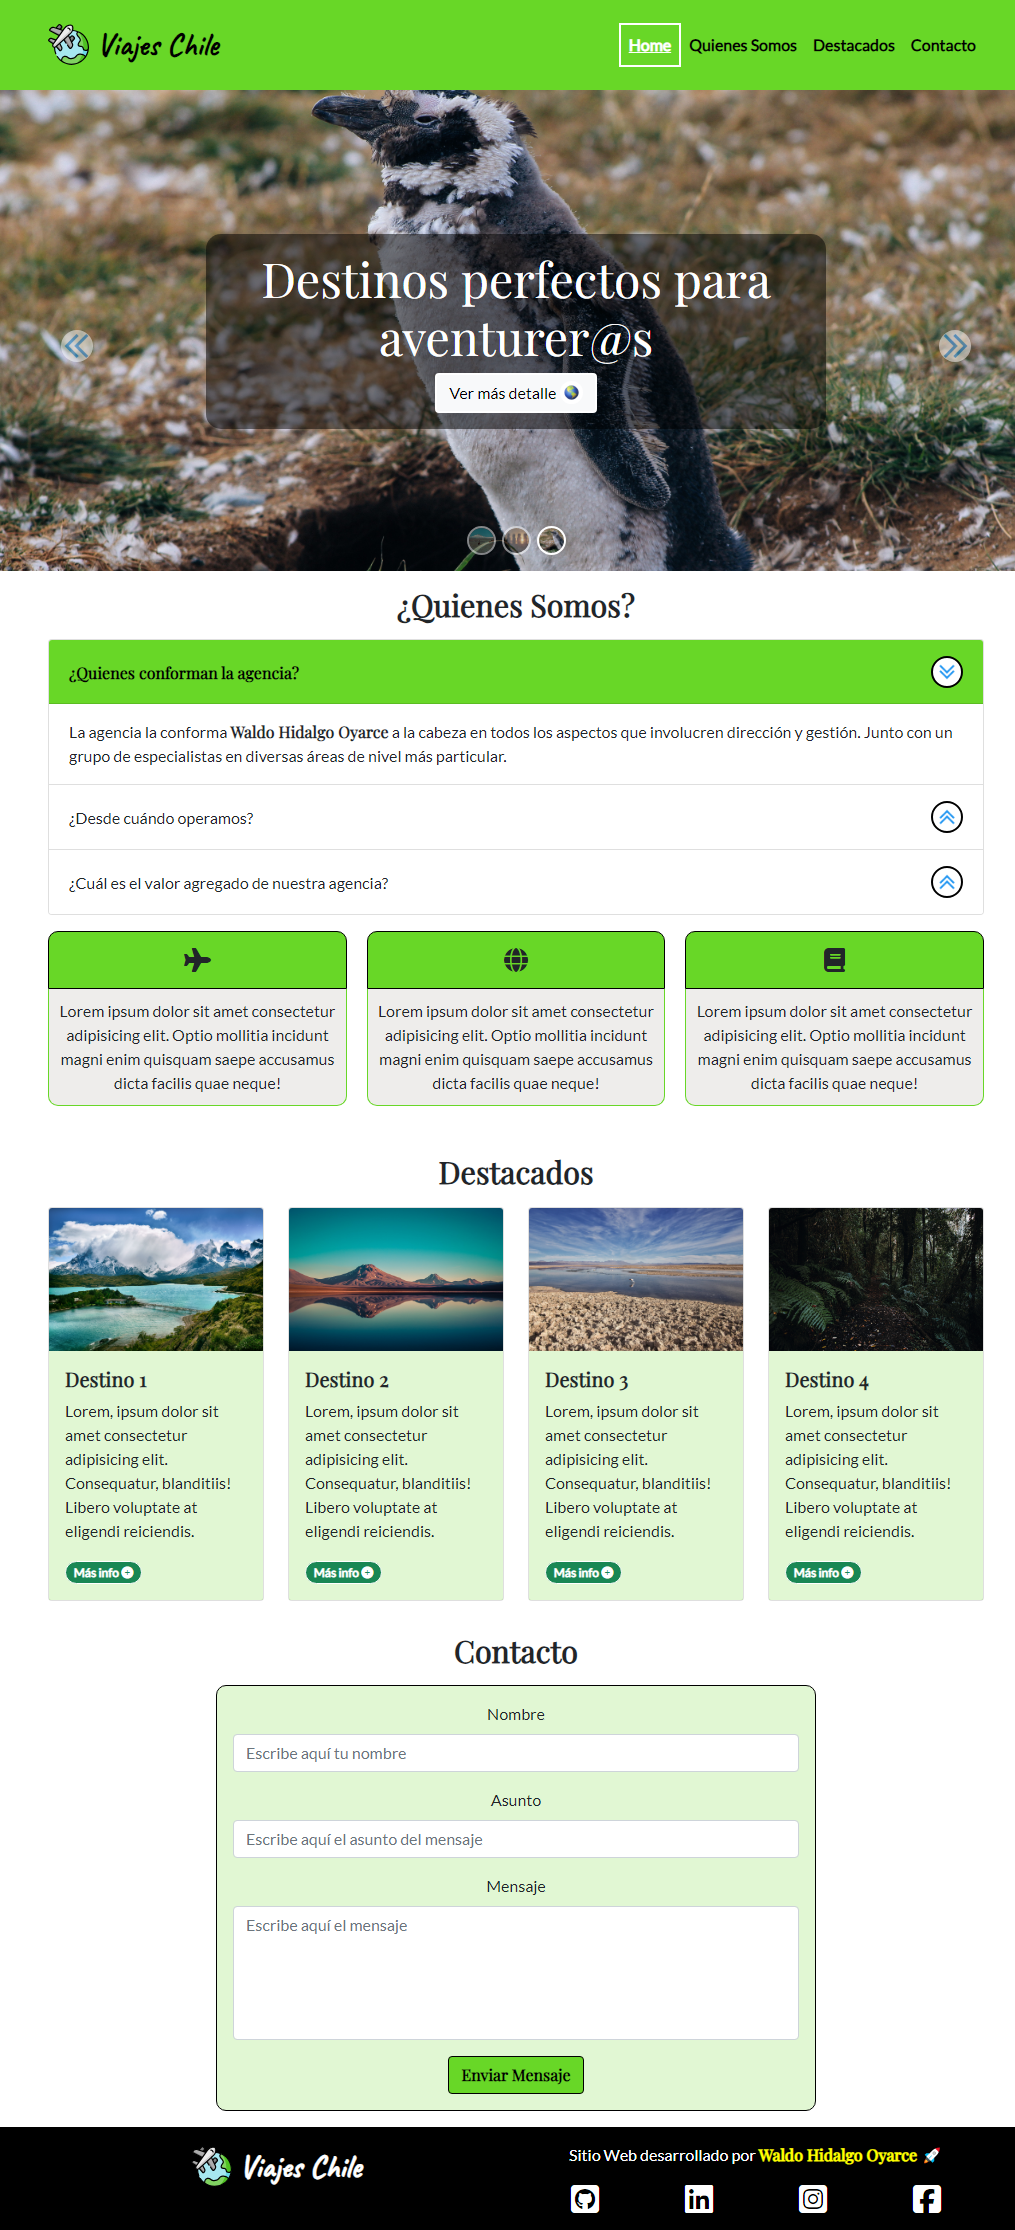 Viajes Chile
Home Quienes Somos Destacados Contacto
Destinos perfectos para
aventurer@s
Ver más detalle
¿Quienes Somos?
¿Quienes conforman la agencia?
La agencia la conforma Waldo Hidalgo Oyarce a la cabeza en todos los aspectos que involucren dirección y gestión. Junto con un
grupo de especialistas en diversas áreas de nivel más particular.
¿Desde cuándo operamos?
¿Cuál es el valor agregado de nuestra agencia?
Lorem ipsum dolor sit amet consectetur
adipisicing elit. Optio mollitia incidunt
magni enim quisquam saepe accusamus
dicta facilis quae neque!
Lorem ipsum dolor sit amet consectetur
adipisicing elit. Optio mollitia incidunt
magni enim quisquam saepe accusamus
dicta facilis quae neque!
Lorem ipsum dolor sit amet consectetur
adipisicing elit. Optio mollitia incidunt
magni enim quisquam saepe accusamus
dicta facilis quae neque!
Destacados
Destino 1
Lorem, ipsum dolor sit
amet consectetur
adipisicing elit.
Consequatur, blanditiis!
Libero voluptate at
eligendi reiciendis.
Más info
Destino 2
Lorem, ipsum dolor sit
amet consectetur
adipisicing elit.
Consequatur, blanditiis!
Libero voluptate at
eligendi reiciendis.
Más info
Destino 3
Lorem, ipsum dolor sit
amet consectetur
adipisicing elit.
Consequatur, blanditiis!
Libero voluptate at
eligendi reiciendis.
Más info
Destino 4
Lorem, ipsum dolor sit
amet consectetur
adipisicing elit.
Consequatur, blanditiis!
Libero voluptate at
eligendi reiciendis.
Más info
Contacto
Nombre
Escribe aquí tu nombre
Asunto
Escribe aquí el asunto del mensaje
Mensaje
Escribe aquí el mensaje
Enviar Mensaje
Viajes Chile
Sitio Web desarrollado por Waldo Hidalgo Oyarce 🚀